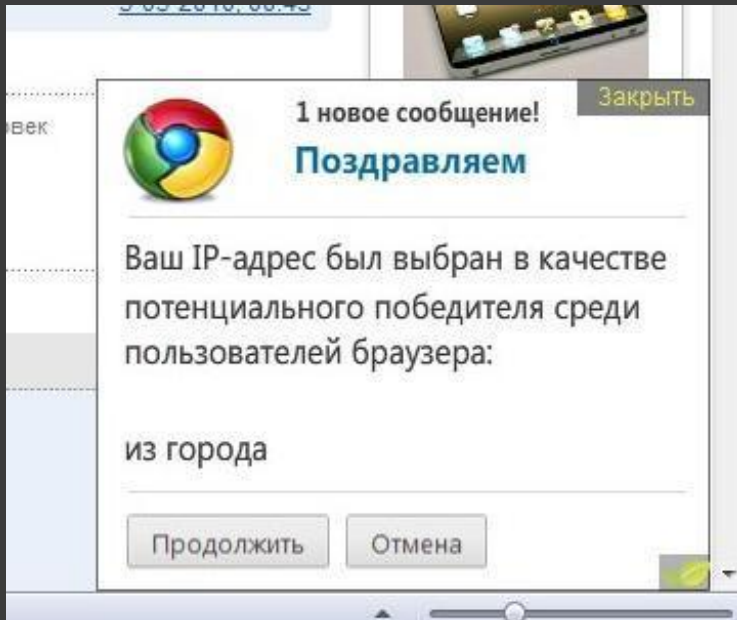 1 новое сообщение!
Закрыть
Поздравляем
Ваш IP-адрес был выбран в качестве
потенциального победителя среди
пользователей браузера:
из города
Продолжить
Отмена